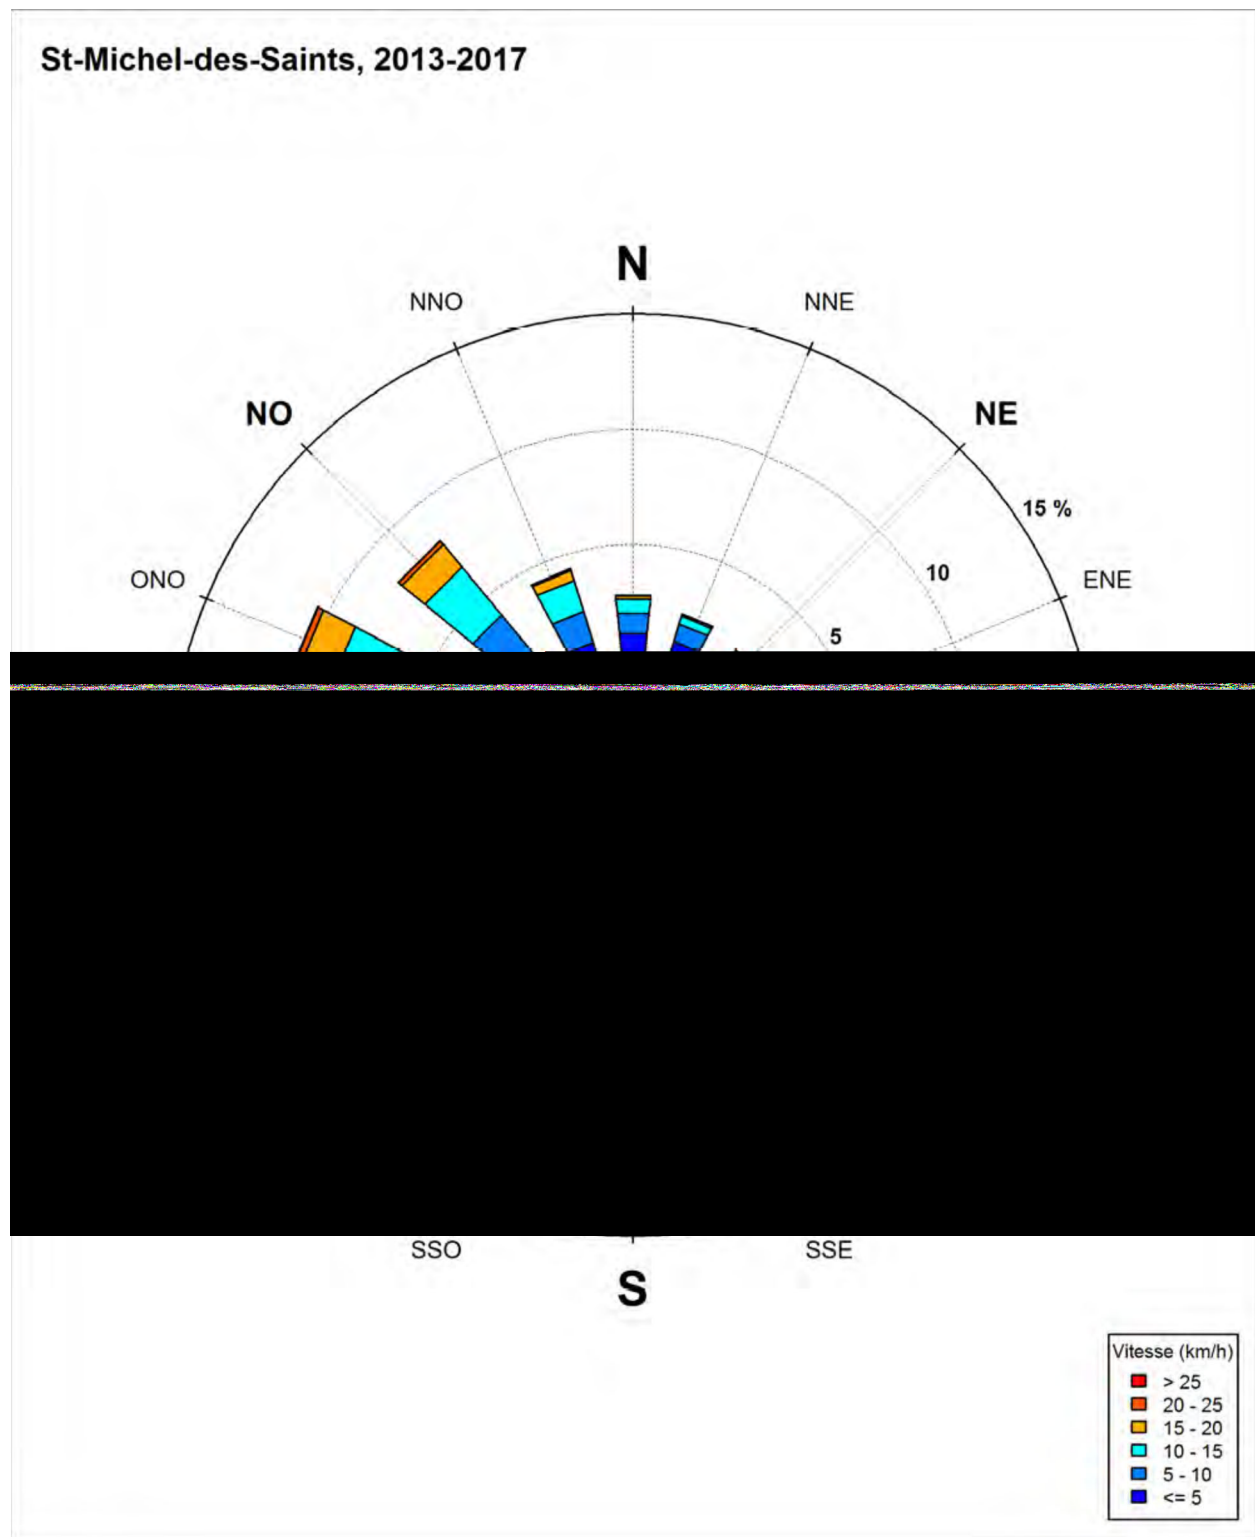 St-Michel-des-Saints, 2013-2017
N
NNO
NNE
NO
NE
15 %
10
ONO
ENE
5
SSO
SSE
S
Vitesse (km/h)
> 25
20 - 25
15 - 20
10 - 15
5 - 10
<= 5